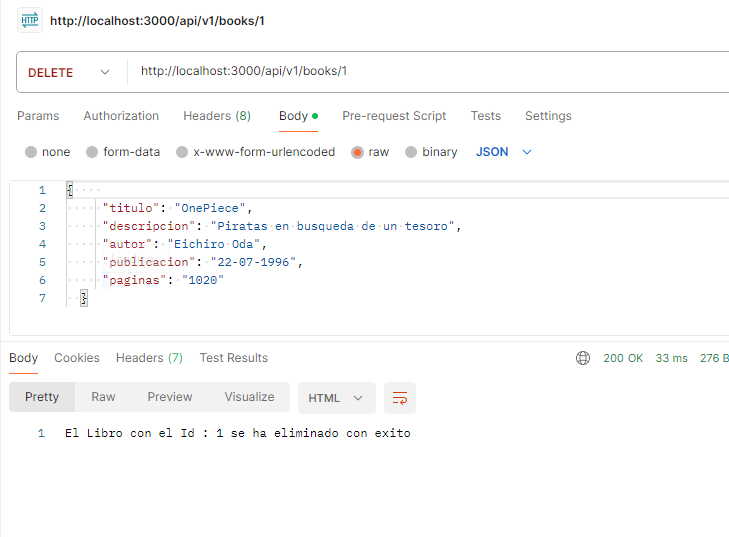 HTTP http://localhost:3000/api/v1/books/1
DELETE http://localhost:3000/api/v1/books/1
Params Authorization Headers (8) Body Pre-request Script Tests Settings
none form-data x-www-form-urlencoded raw binary JSON
1 {
2 "titulo": "OnePiece",
3 "descripcion": "Piratas en busqueda de un tesoro",
4 "autor": "Eichiro Oda",
5 "publicacion": "22-07-1996",
6 "paginas": "1020"
7 }
Body Cookies Headers (7) Test Results 200 OK 33 ms 276 B
Pretty Raw Preview Visualize HTML
1 El Libro con el Id : 1 se ha eliminado con exito